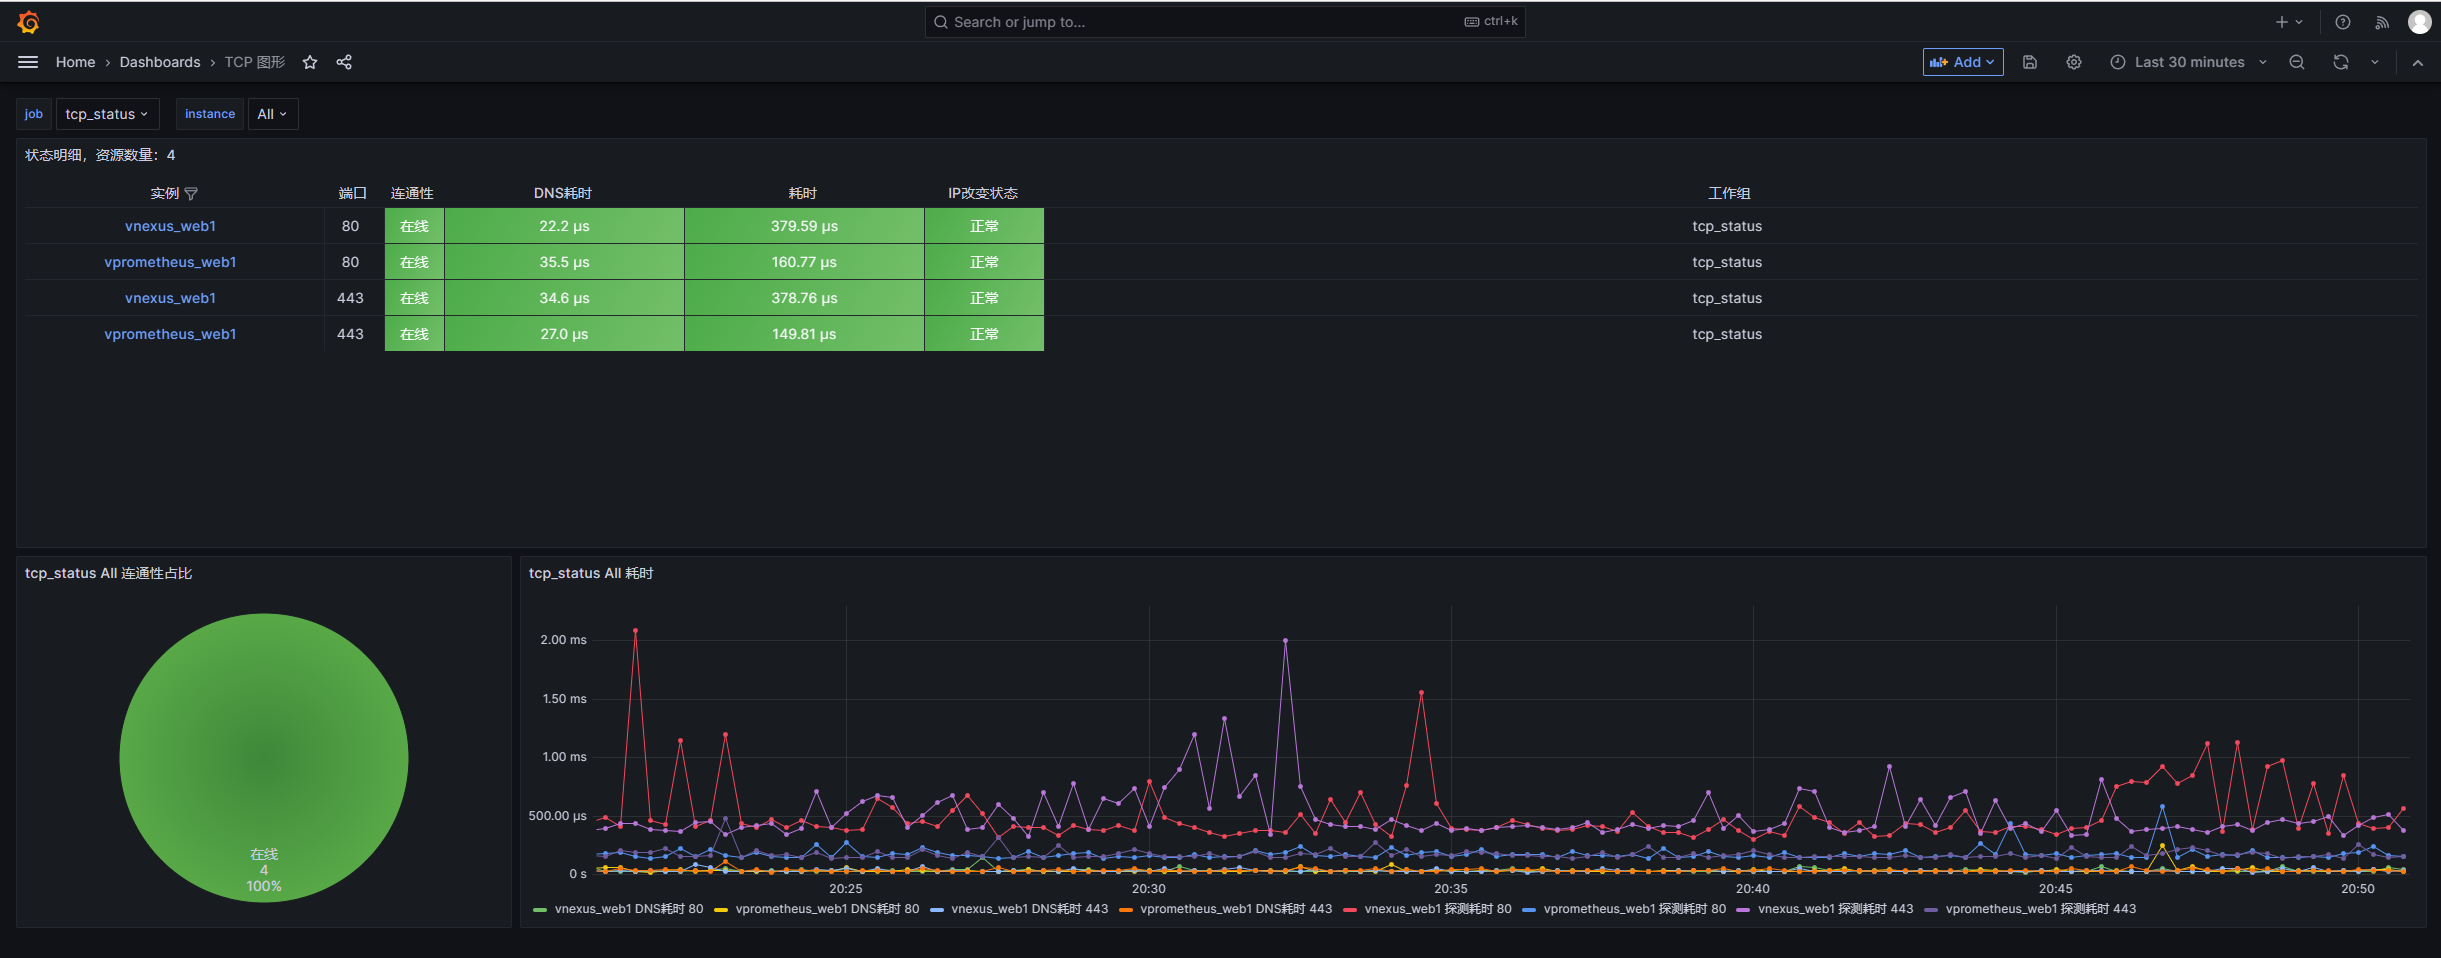 Search or jump to... ctrl+k
Home › Dashboards › TCP 图形 Add Last 30 minutes
job tcp_status instance All
状态明细，资源数量：4
实例 端口 连通性 DNS耗时 耗时 IP改变状态 工作组
vnexus_web1 80 在线 22.2 µs 379.59 µs 正常 tcp_status
vprometheus_web1 80 在线 35.5 µs 160.77 µs 正常 tcp_status
vnexus_web1 443 在线 34.6 µs 378.76 µs 正常 tcp_status
vprometheus_web1 443 在线 27.0 µs 149.81 µs 正常 tcp_status
tcp_status All 连通性占比
在线
4
100%
tcp_status All 耗时
2.00 ms
1.50 ms
1.00 ms
500.00 µs
0 s
20:25 20:30 20:35 20:40 20:45 20:50
vnexus_web1 DNS耗时 80 vprometheus_web1 DNS耗时 80 vnexus_web1 DNS耗时 443 vprometheus_web1 DNS耗时 443 vnexus_web1 探测耗时 80 vprometheus_web1 探测耗时 80 vnexus_web1 探测耗时 443 vprometheus_web1 探测耗时 443